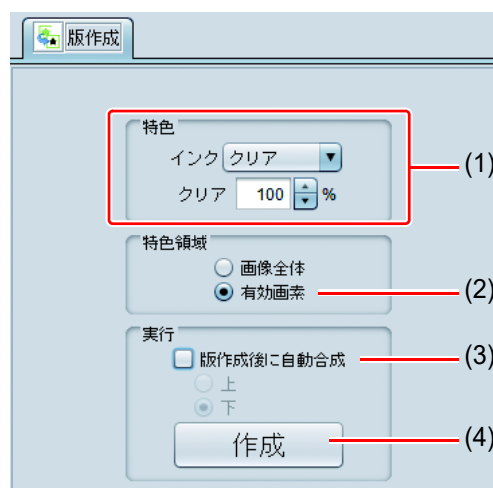 版作成
特色
インク クリア
クリア 100 %
(1)
特色領域
画像全体
有効画素
(2)
実行
版作成後に自動合成
(3)
上
下
作成
(4)